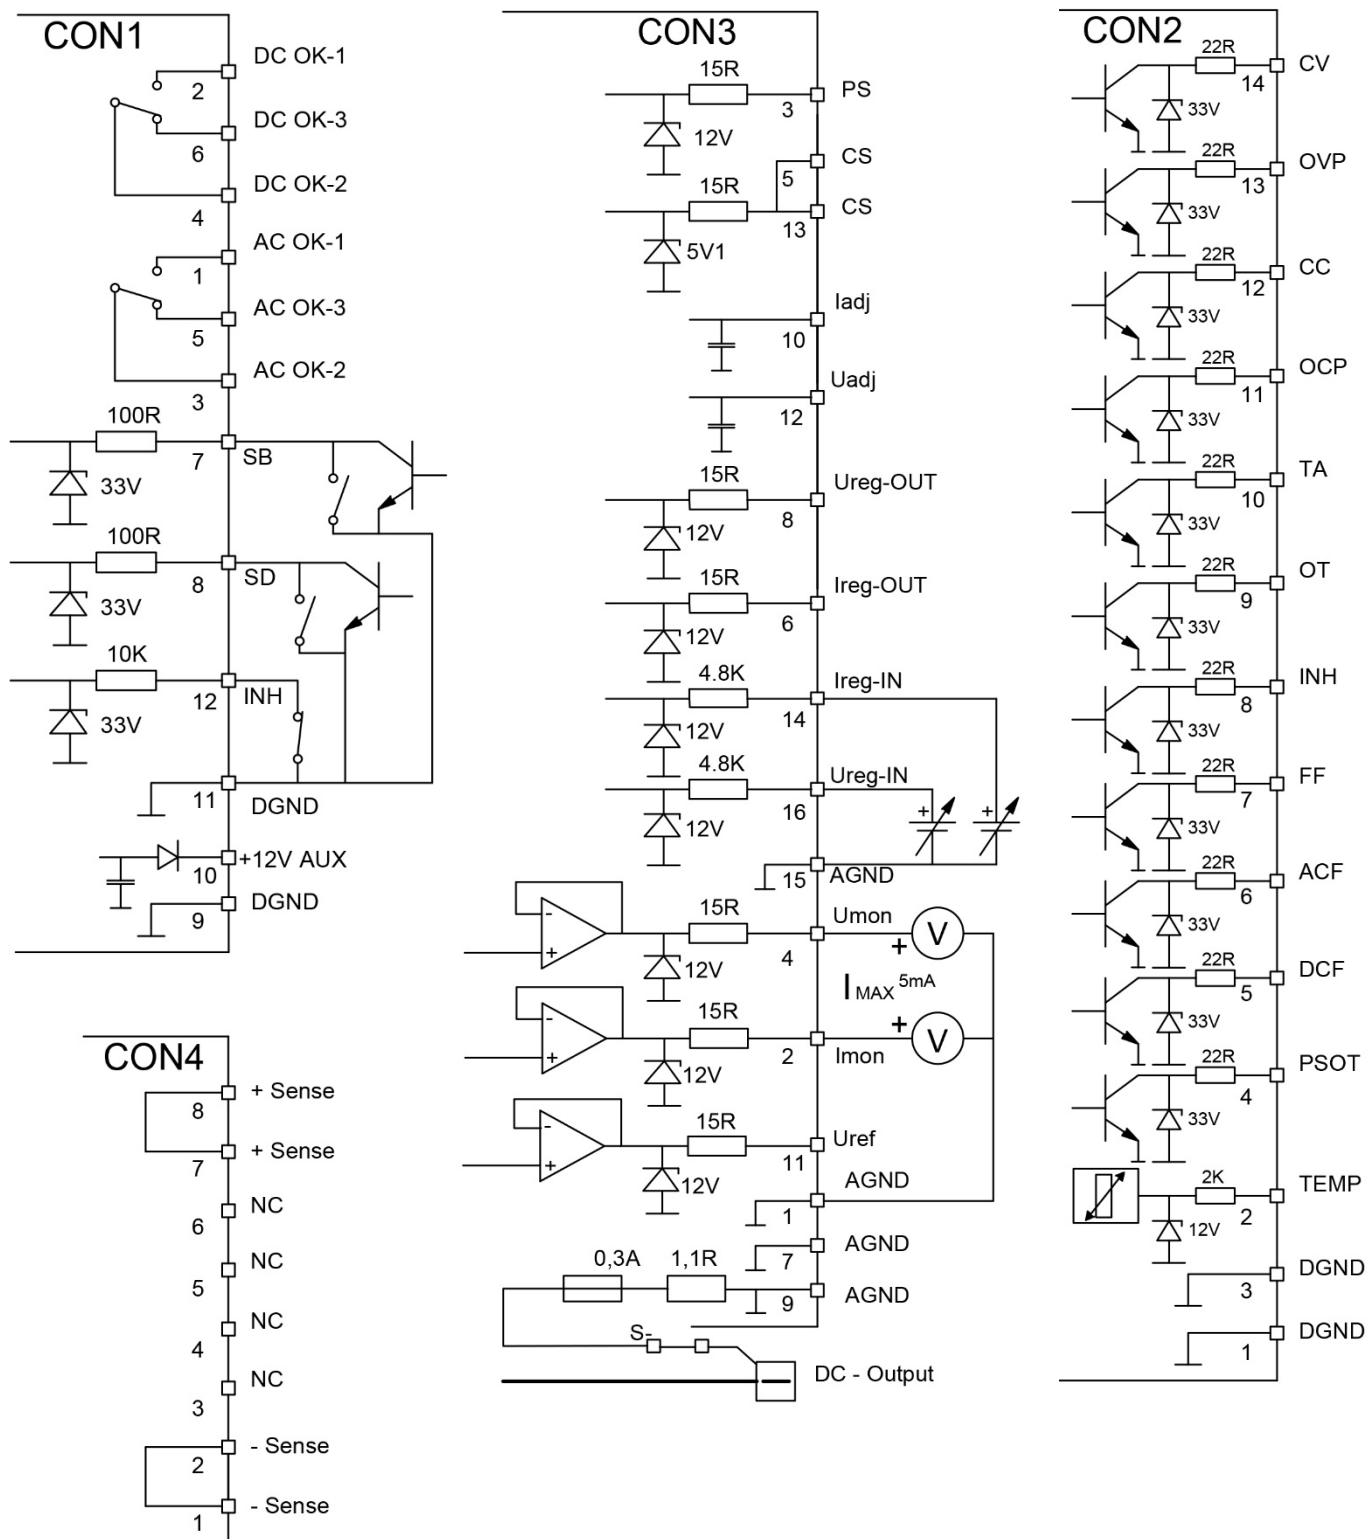 CON1
DC OK-1
2
DC OK-3
6
DC OK-2
4
AC OK-1
1
AC OK-3
5
AC OK-2
3
100R
7
SB
33V
100R
8
SD
33V
10K
12
INH
33V
11
DGND
+12V AUX
10
DGND
9
CON4
+ Sense
8
+ Sense
7
NC
6
NC
5
NC
4
NC
3
- Sense
2
- Sense
1
CON3
15R
PS
3
12V
CS
5
15R
CS
13
5V1
Iadj
10
Uadj
12
15R
Ureg-OUT
8
12V
15R
Ireg-OUT
6
12V
4.8K
Ireg-IN
14
12V
4.8K
Ureg-IN
16
12V
+
+
15
AGND
-
+
15R
Umon
4
+
V
12V
I MAX 5mA
-
+
15R
+
V
2
Imon
12V
-
+
15R
Uref
11
12V
AGND
1
AGND
7
0,3A
1,1R
9
AGND
S-
DC - Output
CON2
22R
CV
14
33V
22R
OVP
13
33V
22R
CC
12
33V
22R
OCP
11
33V
22R
TA
10
33V
22R
OT
9
33V
22R
INH
8
33V
22R
FF
7
33V
22R
ACF
6
33V
22R
DCF
5
33V
22R
PSOT
4
33V
2K
TEMP
2
12V
DGND
3
DGND
1